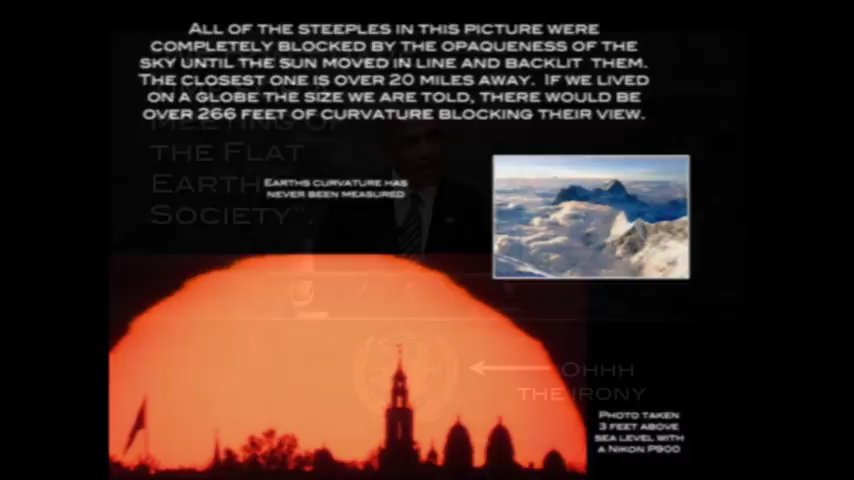 ALL OF THE STEEPLES IN THIS PICTURE WERE
COMPLETELY BLOCKED BY THE OPAQUENESS OF THE
SKY UNTIL THE SUN MOVED IN LINE AND BACKLIT THEM.
THE CLOSEST ONE IS OVER 20 MILES AWAY. IF WE LIVED
ON A GLOBE THE SIZE WE ARE TOLD, THERE WOULD BE
OVER 266 FEET OF CURVATURE BLOCKING THEIR VIEW.
MEETING OF
THE FLAT
EARTH
SOCIETY".
EARTHS CURVATURE HAS
NEVER BEEN MEASURED
OHHH
THE IRONY
PHOTO TAKEN
3 FEET ABOVE
SEA LEVEL WITH
A NIKON P900